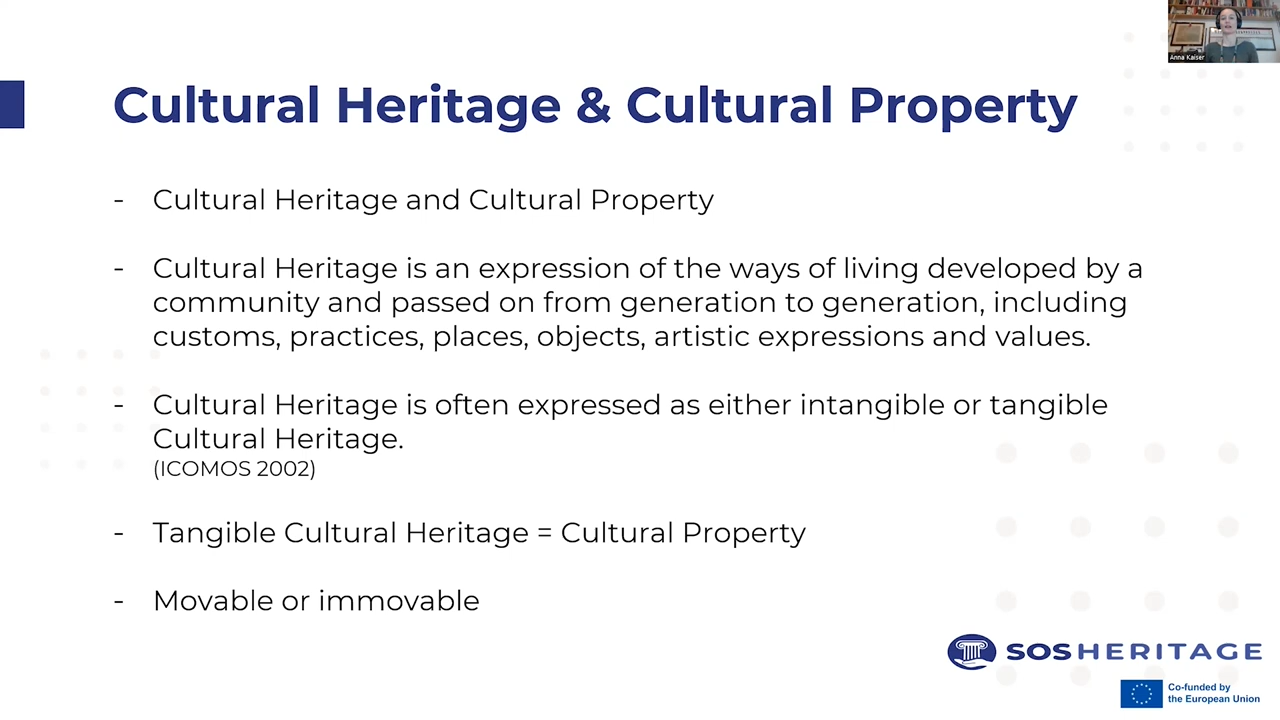 Anna Kaiser
Cultural Heritage & Cultural Property
- Cultural Heritage and Cultural Property
- Cultural Heritage is an expression of the ways of living developed by a
community and passed on from generation to generation, including
customs, practices, places, objects, artistic expressions and values.
- Cultural Heritage is often expressed as either intangible or tangible
Cultural Heritage.
(ICOMOS 2002)
- Tangible Cultural Heritage = Cultural Property
- Movable or immovable
SOSHERITAGE
Co-funded by
the European Union